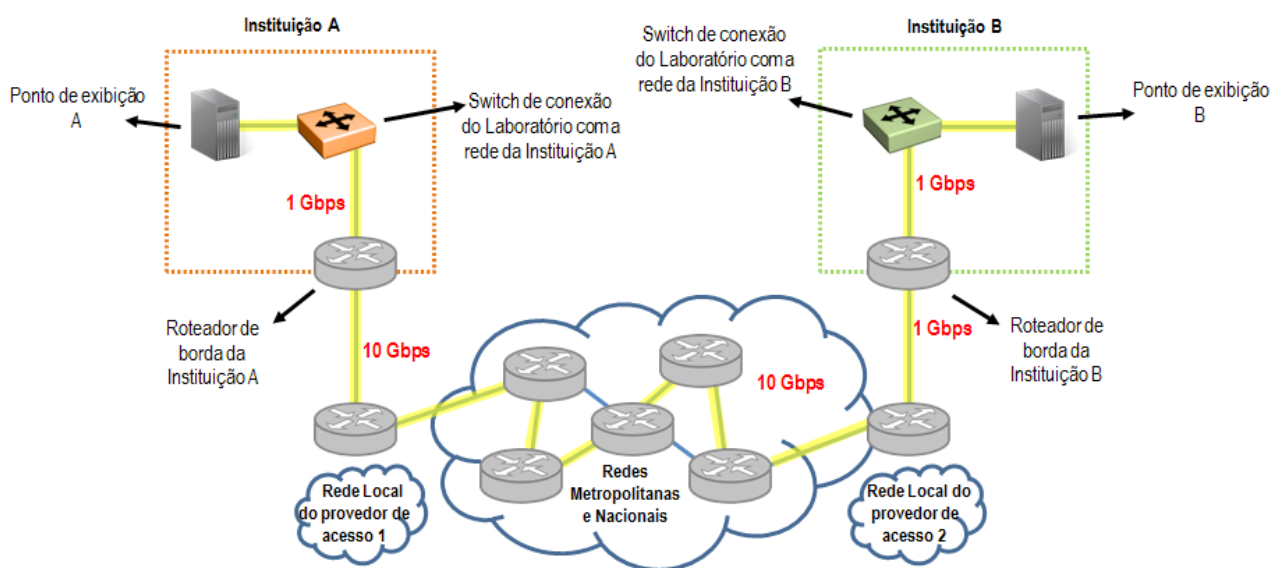 Instituição A
Instituição B
Switch de conexão
do Laboratório com a
rede da Instituição B
Ponto de exibição
A
Switch de conexão
do Laboratório com a
rede da Instituição A
Ponto de exibição
B
1 Gbps
1 Gbps
Roteador de
borda da
Instituição A
10 Gbps
10 Gbps
1 Gbps
Roteador de
borda da
Instituição B
Redes
Metropolitanas
e Nacionais
Rede Local
do provedor de
acesso 1
Rede Local do
provedor de
acesso 2